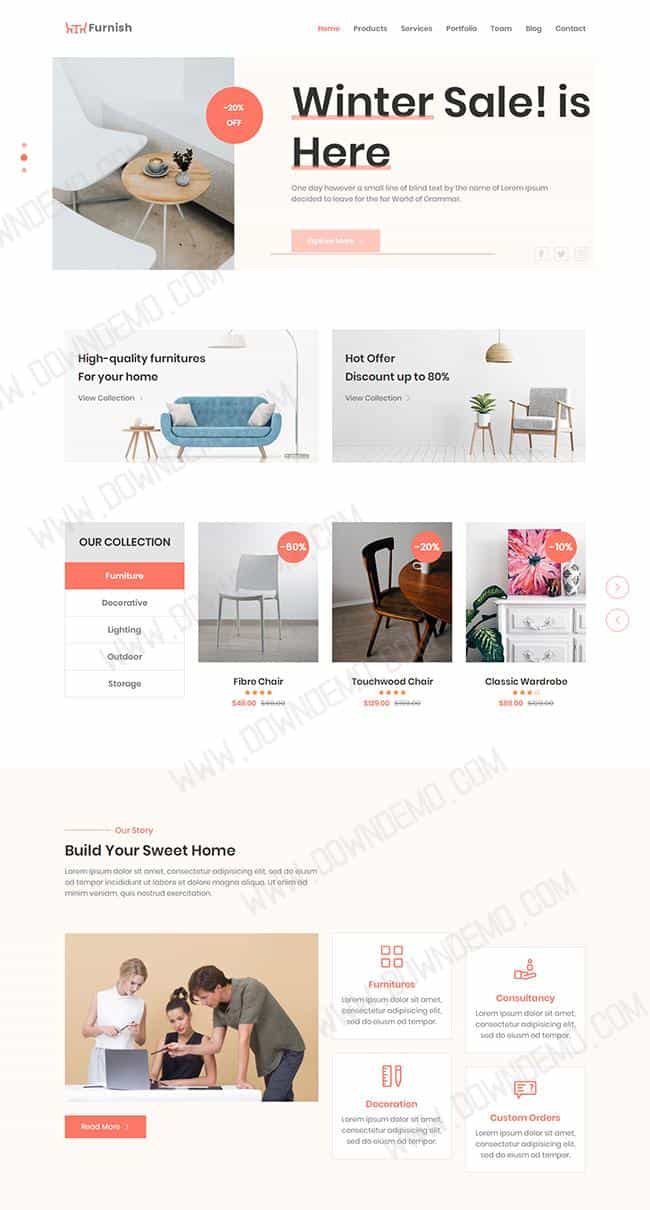 Furnish
Home Products Services Portfolio Team Blog Contact
-20%
OFF
Winter Sale! is
Here
One day however a small line of blind text by the name of Lorem Ipsum
decided to leave for the far World of Grammar.
Explore More
High-quality furnitures
For your home
View Collection
Hot Offer
Discount up to 80%
View Collection
OUR COLLECTION
Furniture
Decorative
Lighting
Outdoor
Storage
-60%
-20%
-10%
Fibro Chair
$48.00
Touchwood Chair
$129.00
Classic Wardrobe
$88.00
Our Story
Build Your Sweet Home
Lorem ipsum dolor sit amet, consectetur adipisicing elit, sed do eiusm
od tempor incididunt ut labore et dolore magna aliqua. Ut enim ad
minim veniam, quis nostrud exercitation.
Furnitures
Lorem ipsum dolor sit amet,
consectetur adipisicing elit,
sed do eiusm od tempor.
Consultancy
Lorem ipsum dolor sit amet,
consectetur adipisicing elit,
sed do eiusm od tempor.
Decoration
Lorem ipsum dolor sit amet,
consectetur adipisicing elit,
sed do eiusm od tempor.
Custom Orders
Lorem ipsum dolor sit amet,
consectetur adipisicing elit,
sed do eiusm od tempor.
Read More
WWW.DOWNDEMO.COM